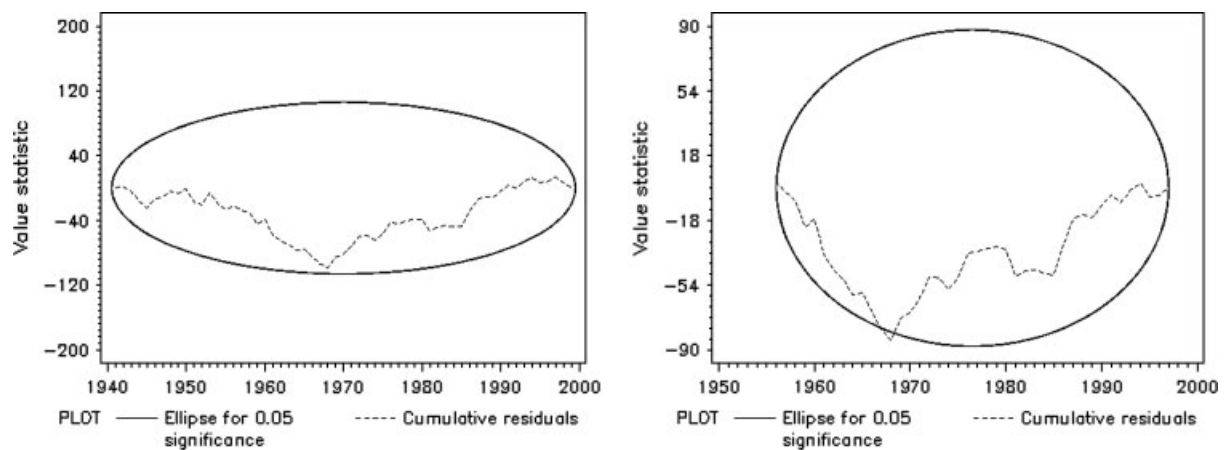 Value statistic
200
120
40
−40
−120
−200
1940 1950 1960 1970 1980 1990 2000
PLOT Ellipse for 0.05 significance Cumulative residuals
Value statistic
90
54
18
−18
−54
−90
1950 1960 1970 1980 1990 2000
PLOT Ellipse for 0.05 significance Cumulative residuals